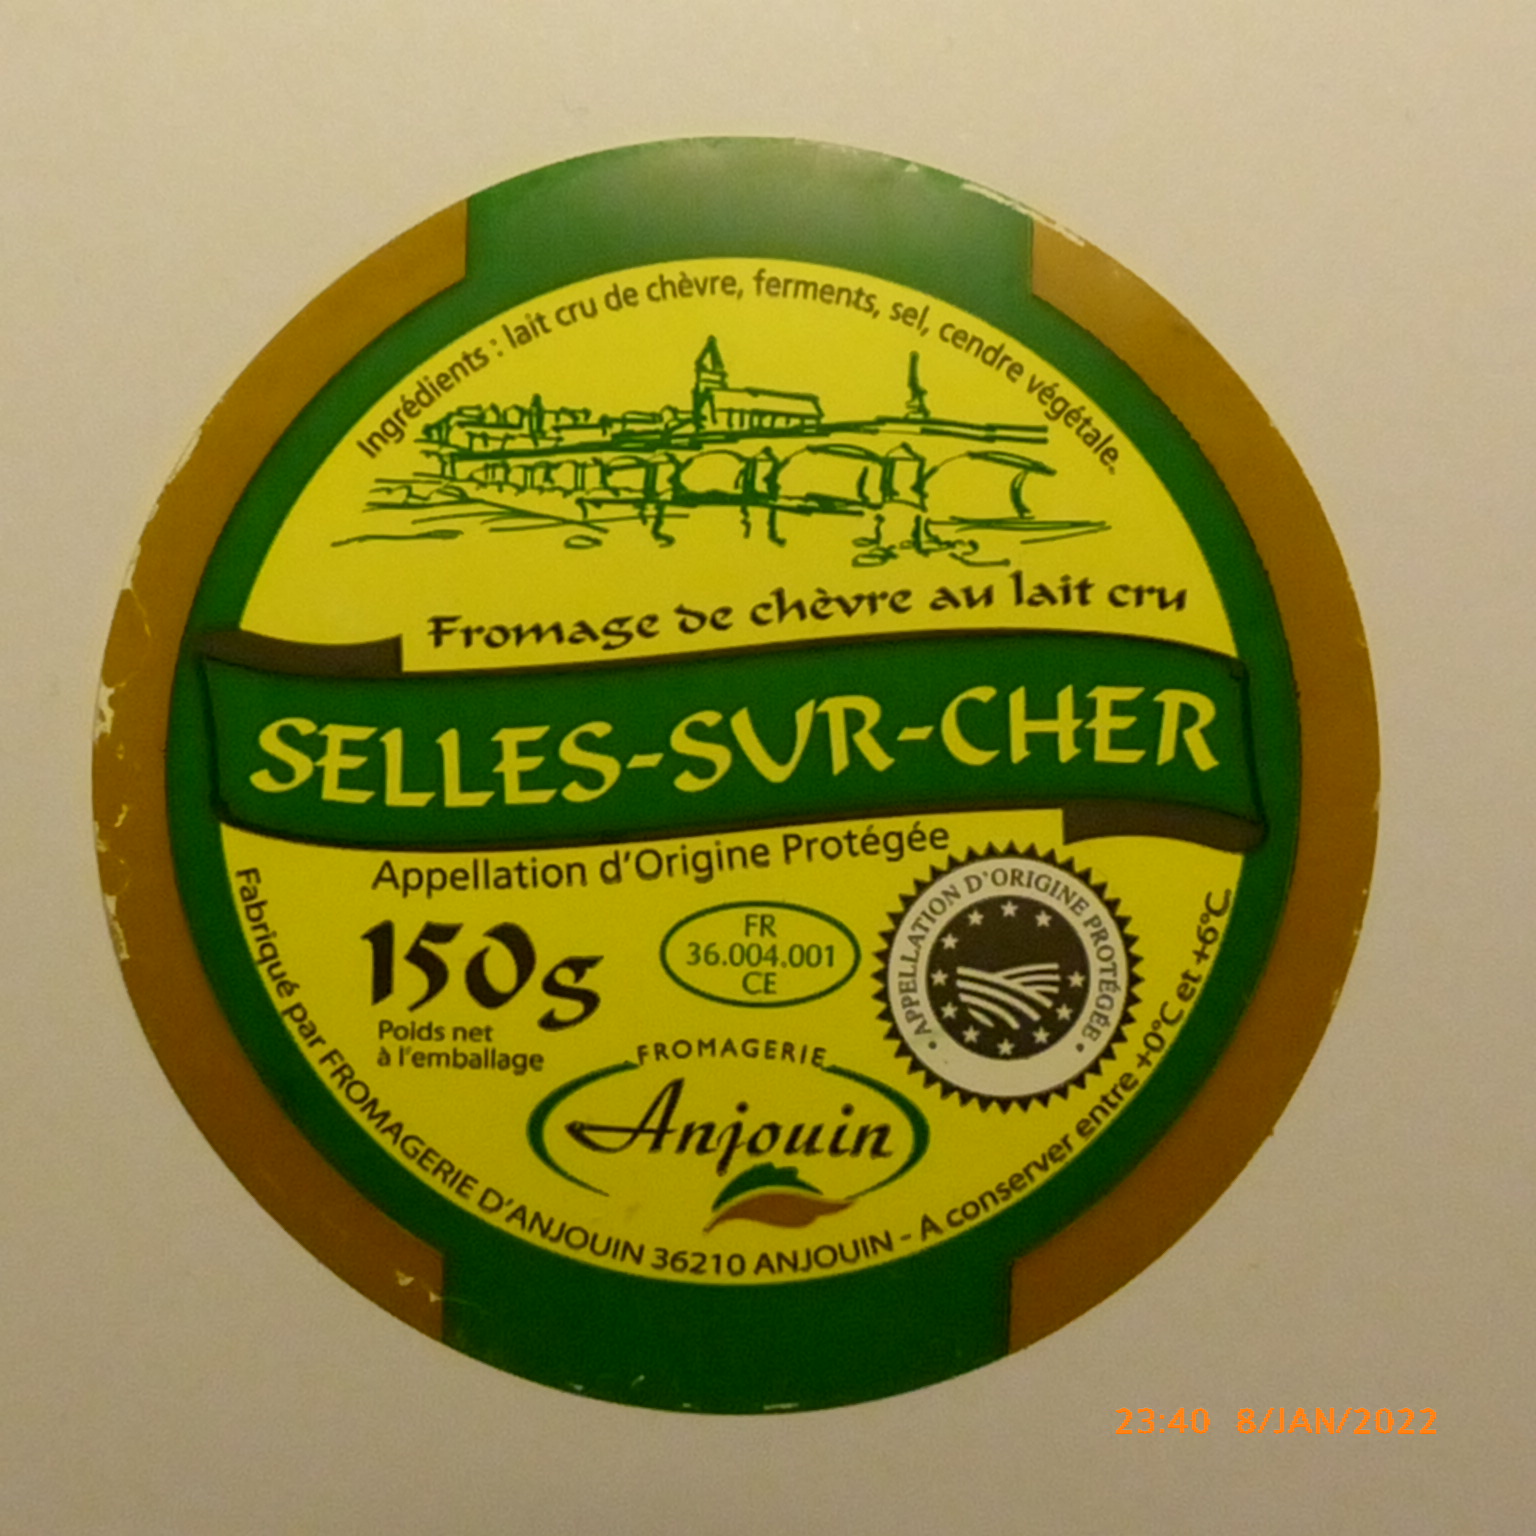 Ingrédients : lait cru de chèvre, ferments, sel, cendre végétale.
Fromage de chèvre au lait cru
SELLES-SUR-CHER
Appellation d'Origine Protégée
150g
Poids net
à l'emballage
FR
36.004.001
CE
• APPELLATION D'ORIGINE PROTÉGÉE •
FROMAGERIE
Anjouin
Fabriqué par FROMAGERIE D'ANJOUIN 36210 ANJOUIN - A conserver entre +0°C et +6°C
23:40 8/JAN/2022